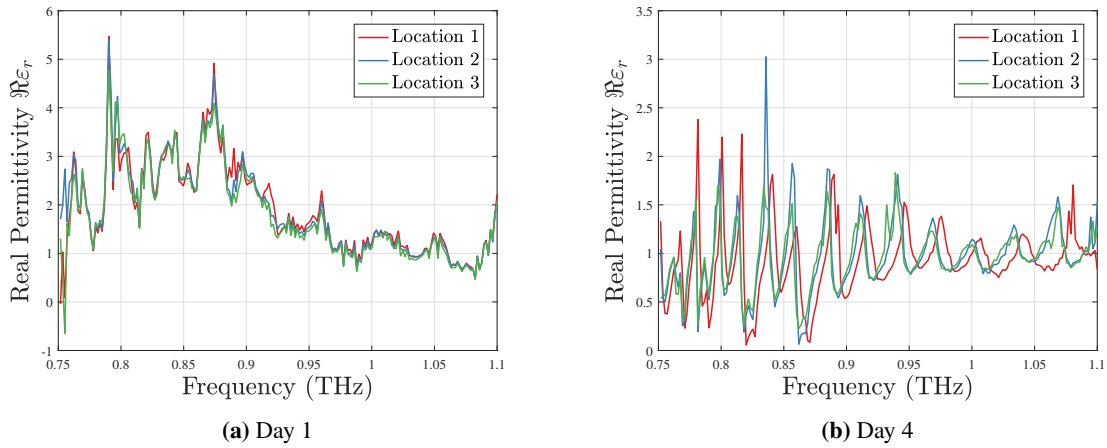 6
5
4
3
2
1
0
-1
Real Permittivity ℜε_r
0.75 0.8 0.85 0.9 0.95 1 1.05 1.1
Frequency (THz)
Location 1
Location 2
Location 3
(a) Day 1
3.5
3
2.5
2
1.5
1
0.5
0
Real Permittivity ℜε_r
0.75 0.8 0.85 0.9 0.95 1 1.05 1.1
Frequency (THz)
Location 1
Location 2
Location 3
(b) Day 4